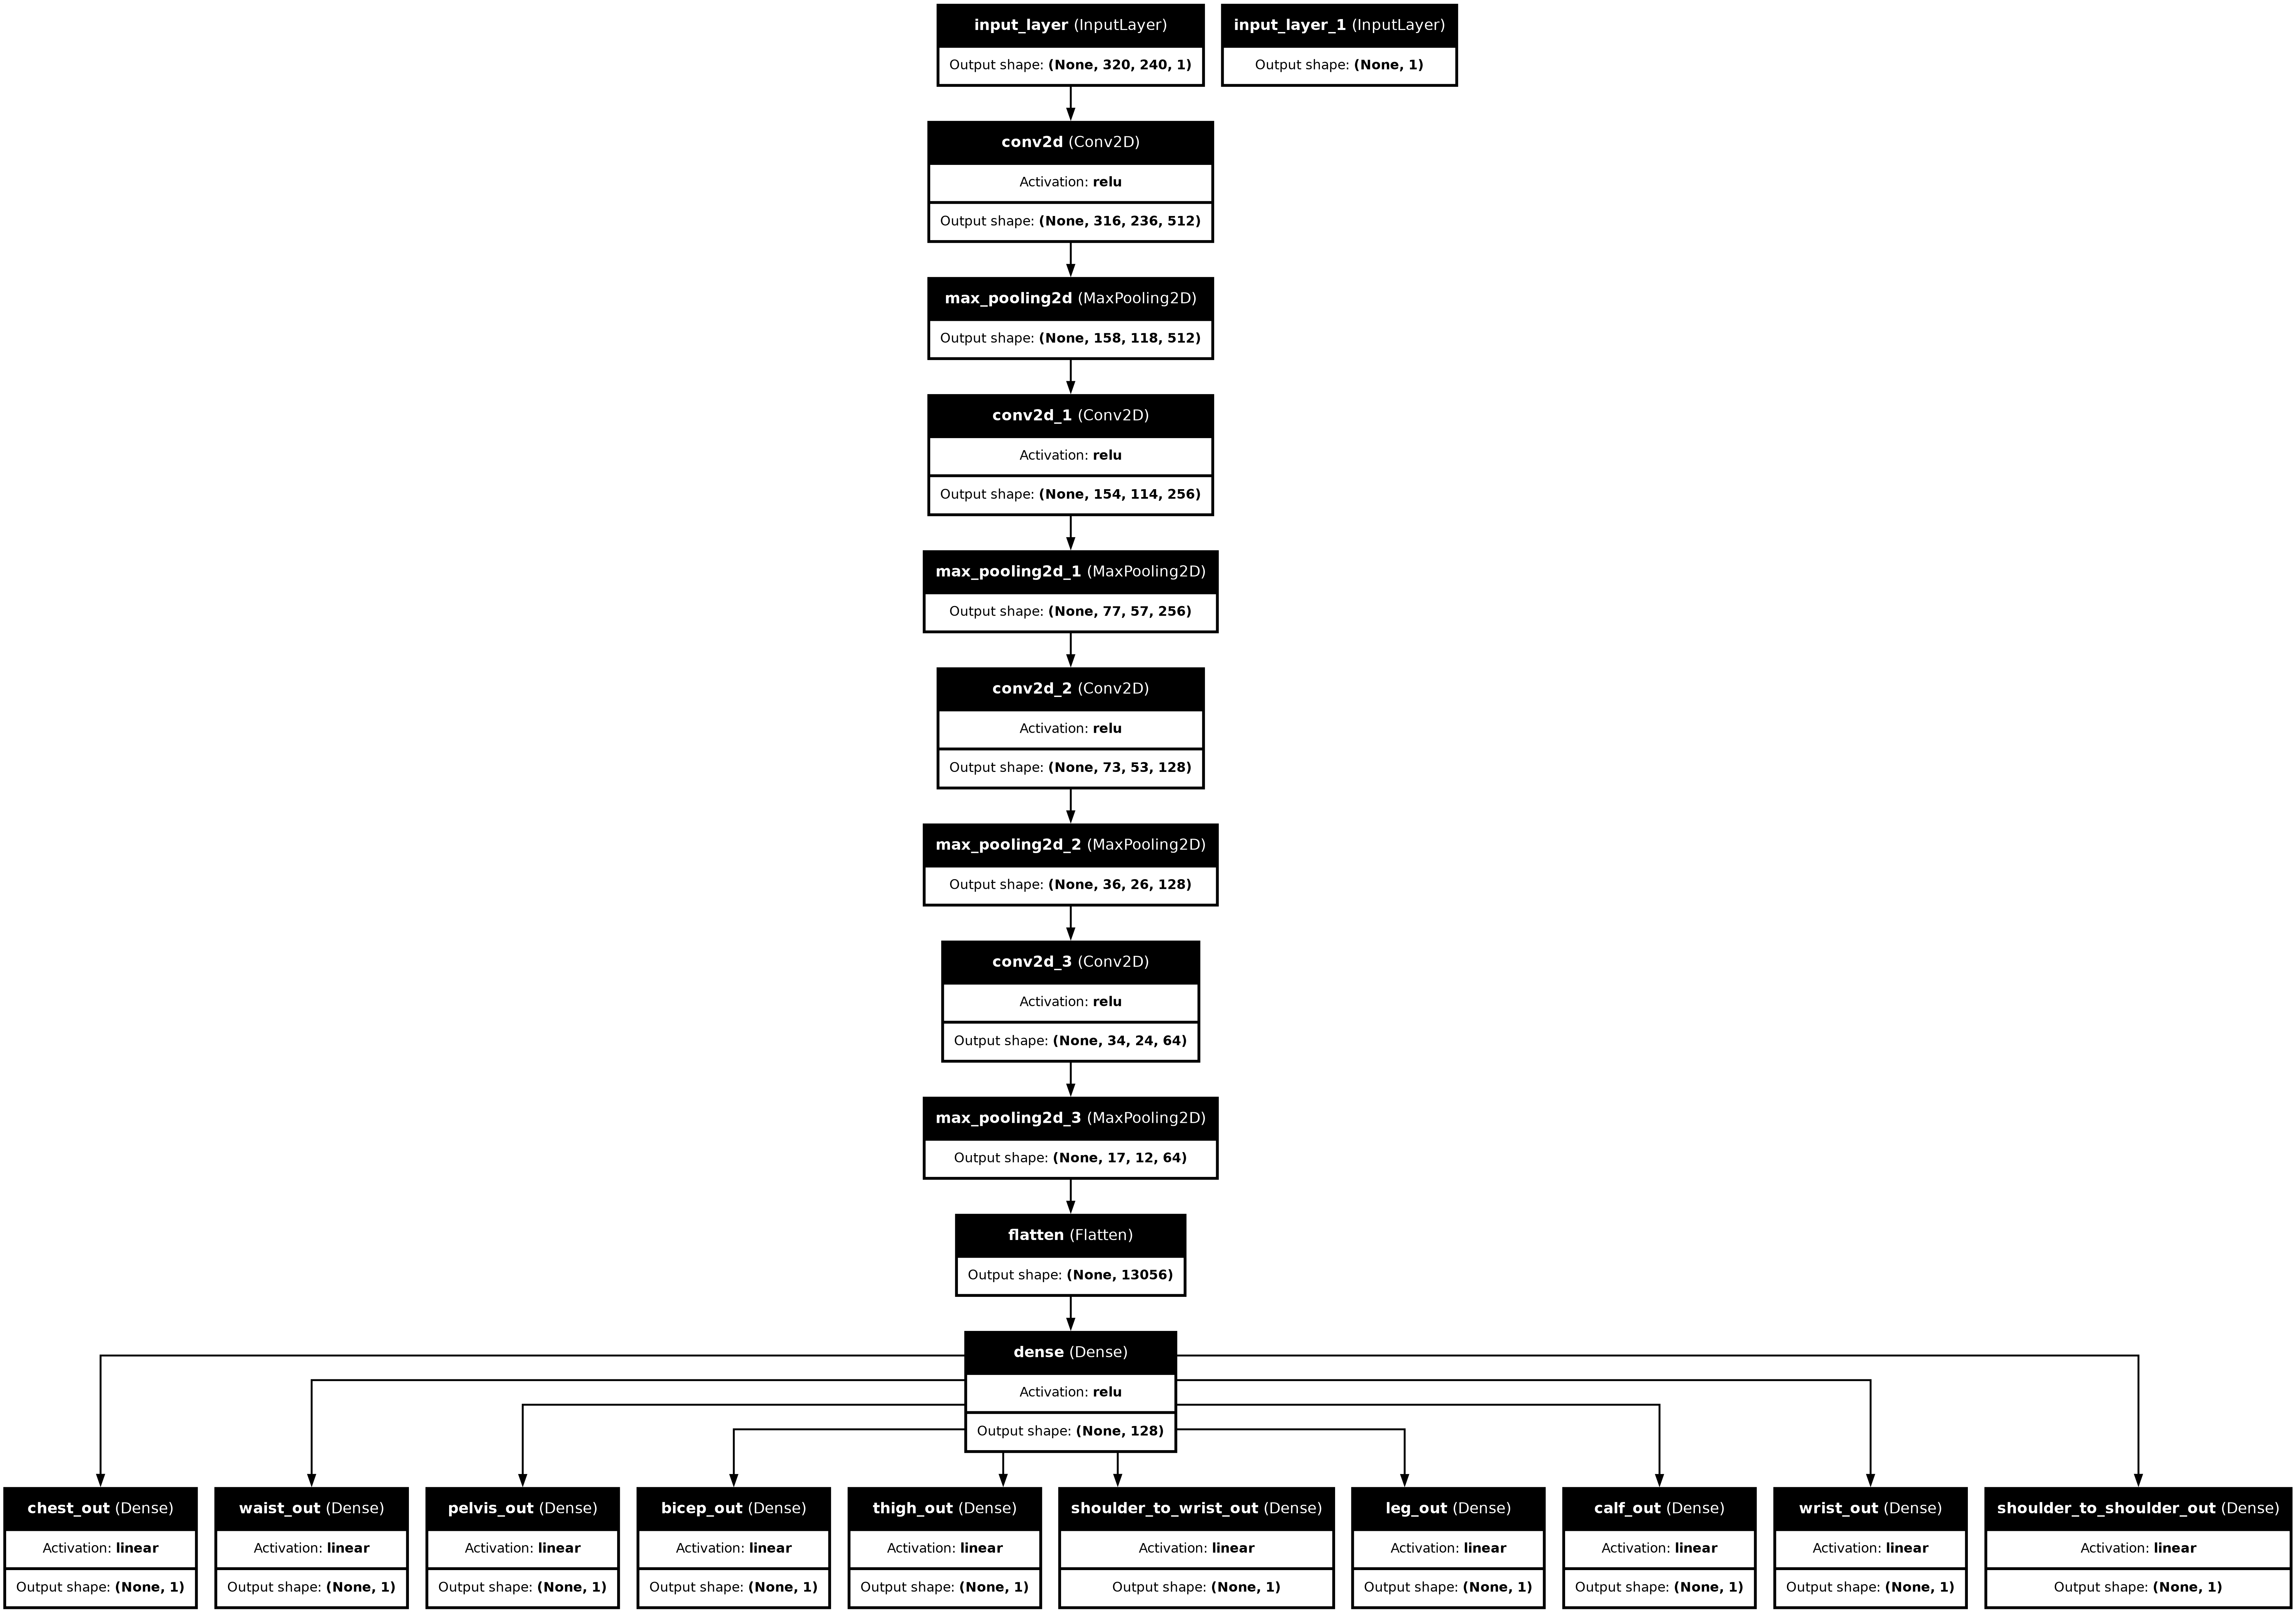 input_layer (InputLayer)
Output shape: (None, 320, 240, 1)
input_layer_1 (InputLayer)
Output shape: (None, 1)
conv2d (Conv2D)
Activation: relu
Output shape: (None, 316, 236, 512)
max_pooling2d (MaxPooling2D)
Output shape: (None, 158, 118, 512)
conv2d_1 (Conv2D)
Activation: relu
Output shape: (None, 154, 114, 256)
max_pooling2d_1 (MaxPooling2D)
Output shape: (None, 77, 57, 256)
conv2d_2 (Conv2D)
Activation: relu
Output shape: (None, 73, 53, 128)
max_pooling2d_2 (MaxPooling2D)
Output shape: (None, 36, 26, 128)
conv2d_3 (Conv2D)
Activation: relu
Output shape: (None, 34, 24, 64)
max_pooling2d_3 (MaxPooling2D)
Output shape: (None, 17, 12, 64)
flatten (Flatten)
Output shape: (None, 13056)
dense (Dense)
Activation: relu
Output shape: (None, 128)
chest_out (Dense)
Activation: linear
Output shape: (None, 1)
waist_out (Dense)
Activation: linear
Output shape: (None, 1)
pelvis_out (Dense)
Activation: linear
Output shape: (None, 1)
bicep_out (Dense)
Activation: linear
Output shape: (None, 1)
thigh_out (Dense)
Activation: linear
Output shape: (None, 1)
shoulder_to_wrist_out (Dense)
Activation: linear
Output shape: (None, 1)
leg_out (Dense)
Activation: linear
Output shape: (None, 1)
calf_out (Dense)
Activation: linear
Output shape: (None, 1)
wrist_out (Dense)
Activation: linear
Output shape: (None, 1)
shoulder_to_shoulder_out (Dense)
Activation: linear
Output shape: (None, 1)